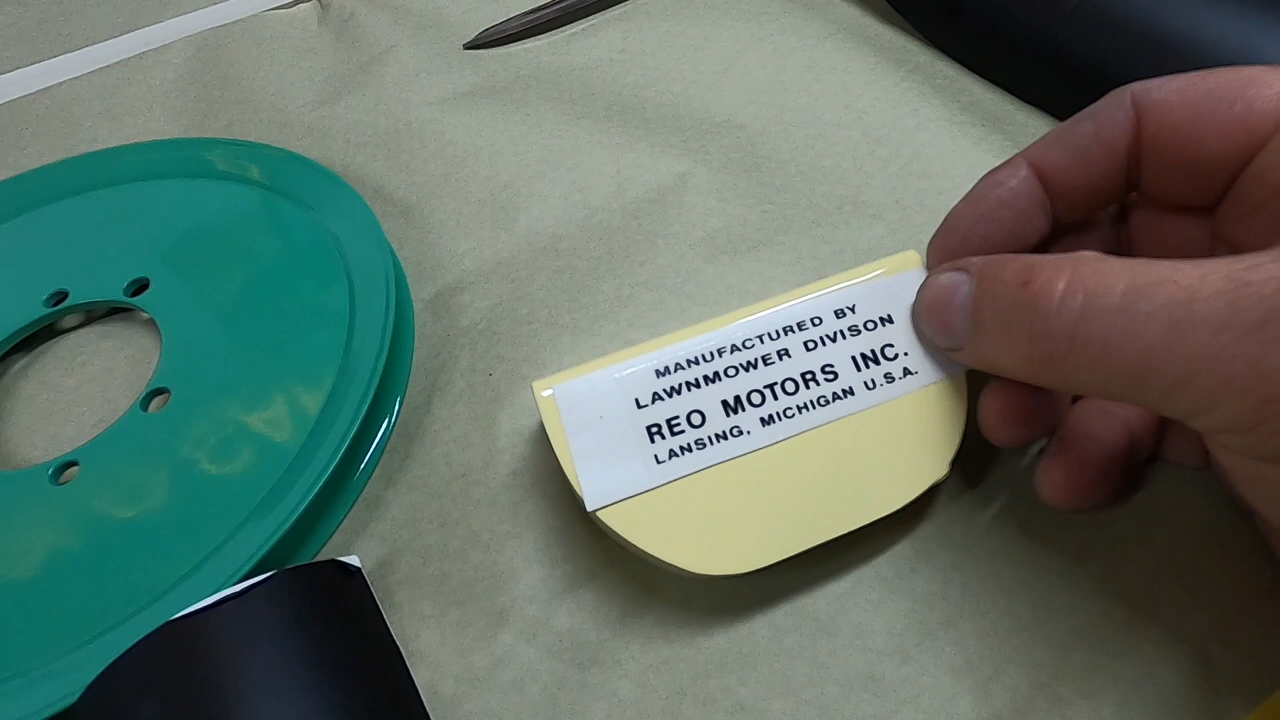 MANUFACTURED BY
LAWNMOWER DIVISON
REO MOTORS INC.
LANSING, MICHIGAN U.S.A.